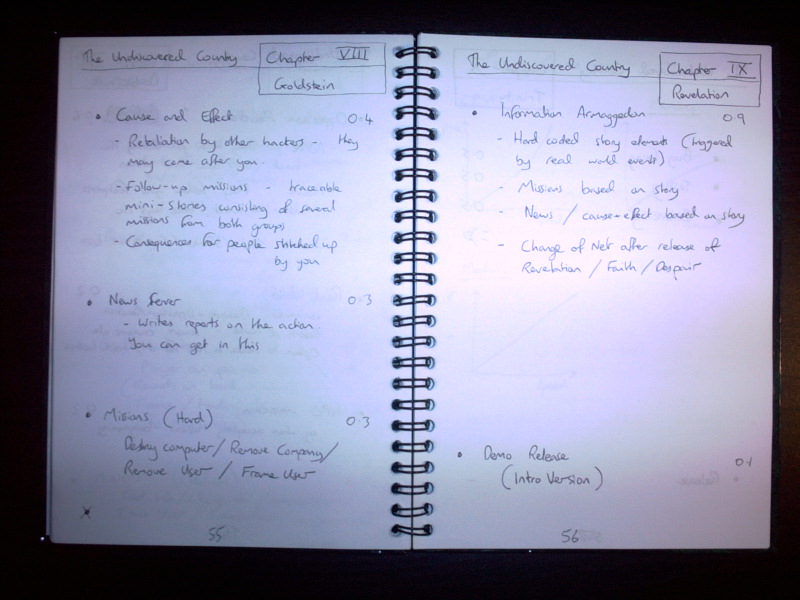 The Undiscovered Country
Chapter VIII
Goldstein
• Cause and Effect 0.4
- Retaliation by other hackers - they
may come after you.
- Follow-up missions - traceable
mini-stories consisting of several
missions from both groups
- Consequences for people stitched up
by you
• News Server 0.3
- Writes reports on the action.
You can get in this
• Missions (Hard) 0.3
Destroy computer / Remove Company /
Remove User / Frame User
x
55
The Undiscovered Country
Chapter IX
Revelation
• Information Armageddon 0.9
- Hard coded story elements (triggered
by real world events)
- Missions based on story
- News / cause+effect based on story
- Change of Net after release of
Revelation / Faith / Despair
• Demo Release 0.1
(Intro Version)
56